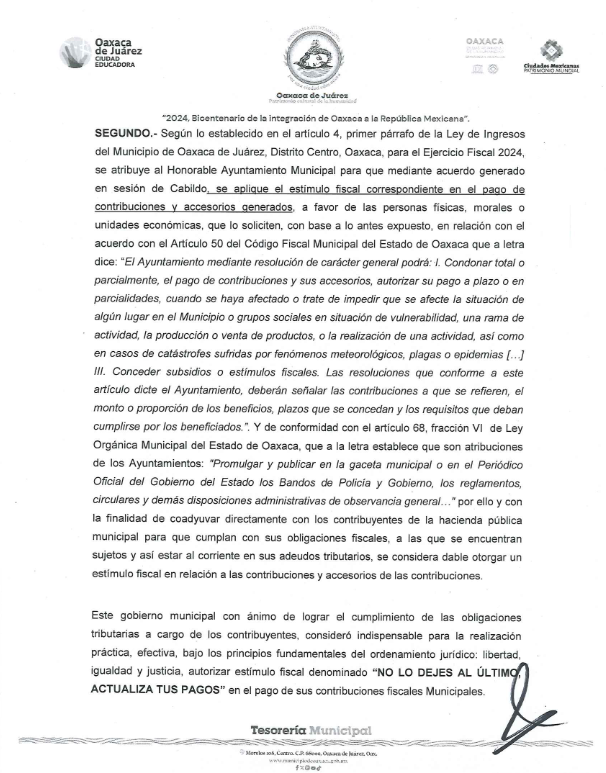 Oaxaca
de Juárez
CIUDAD
EDUCADORA
Oaxaca de Juárez
Patrimonio cultural de la humanidad
OAXACA
Ciudades Mexicanas
PATRIMONIO MUNDIAL
"2024, Bicentenario de la integración de Oaxaca a la República Mexicana".
SEGUNDO.- Según lo establecido en el artículo 4, primer párrafo de la Ley de Ingresos
del Municipio de Oaxaca de Juárez, Distrito Centro, Oaxaca, para el Ejercicio Fiscal 2024,
se atribuye al Honorable Ayuntamiento Municipal para que mediante acuerdo generado
en sesión de Cabildo, se aplique el estímulo fiscal correspondiente en el pago de
contribuciones y accesorios generados, a favor de las personas físicas, morales o
unidades económicas, que lo soliciten, con base a lo antes expuesto, en relación con el
acuerdo con el Artículo 50 del Código Fiscal Municipal del Estado de Oaxaca que a letra
dice: "El Ayuntamiento mediante resolución de carácter general podrá: I. Condonar total o
parcialmente, el pago de contribuciones y sus accesorios, autorizar su pago a plazo o en
parcialidades, cuando se haya afectado o trate de impedir que se afecte la situación de
algún lugar en el Municipio o grupos sociales en situación de vulnerabilidad, una rama de
actividad, la producción o venta de productos, o la realización de una actividad, así como
en casos de catástrofes sufridas por fenómenos meteorológicos, plagas o epidemias [...]
III. Conceder subsidios o estímulos fiscales. Las resoluciones que conforme a este
artículo dicte el Ayuntamiento, deberán señalar las contribuciones a que se refieren, el
monto o proporción de los beneficios, plazos que se concedan y los requisitos que deban
cumplirse por los beneficiados.". Y de conformidad con el artículo 68, fracción VI de Ley
Orgánica Municipal del Estado de Oaxaca, que a la letra establece que son atribuciones
de los Ayuntamientos: "Promulgar y publicar en la gaceta municipal o en el Periódico
Oficial del Gobierno del Estado los Bandos de Policía y Gobierno, los reglamentos,
circulares y demás disposiciones administrativas de observancia general..." por ello y con
la finalidad de coadyuvar directamente con los contribuyentes de la hacienda pública
municipal para que cumplan con sus obligaciones fiscales, a las que se encuentran
sujetos y así estar al corriente en sus adeudos tributarios, se considera dable otorgar un
estímulo fiscal en relación a las contribuciones y accesorios de las contribuciones.
Este gobierno municipal con ánimo de lograr el cumplimiento de las obligaciones
tributarias a cargo de los contribuyentes, consideró indispensable para la realización
práctica, efectiva, bajo los principios fundamentales del ordenamiento jurídico: libertad,
igualdad y justicia, autorizar estímulo fiscal denominado "NO LO DEJES AL ÚLTIMO,
ACTUALIZA TUS PAGOS" en el pago de sus contribuciones fiscales Municipales.
Tesorería Municipal
Morelos 108, Centro. C.P. 68000, Oaxaca de Juárez, Oax.
www.municipiodeoaxaca.gob.mx